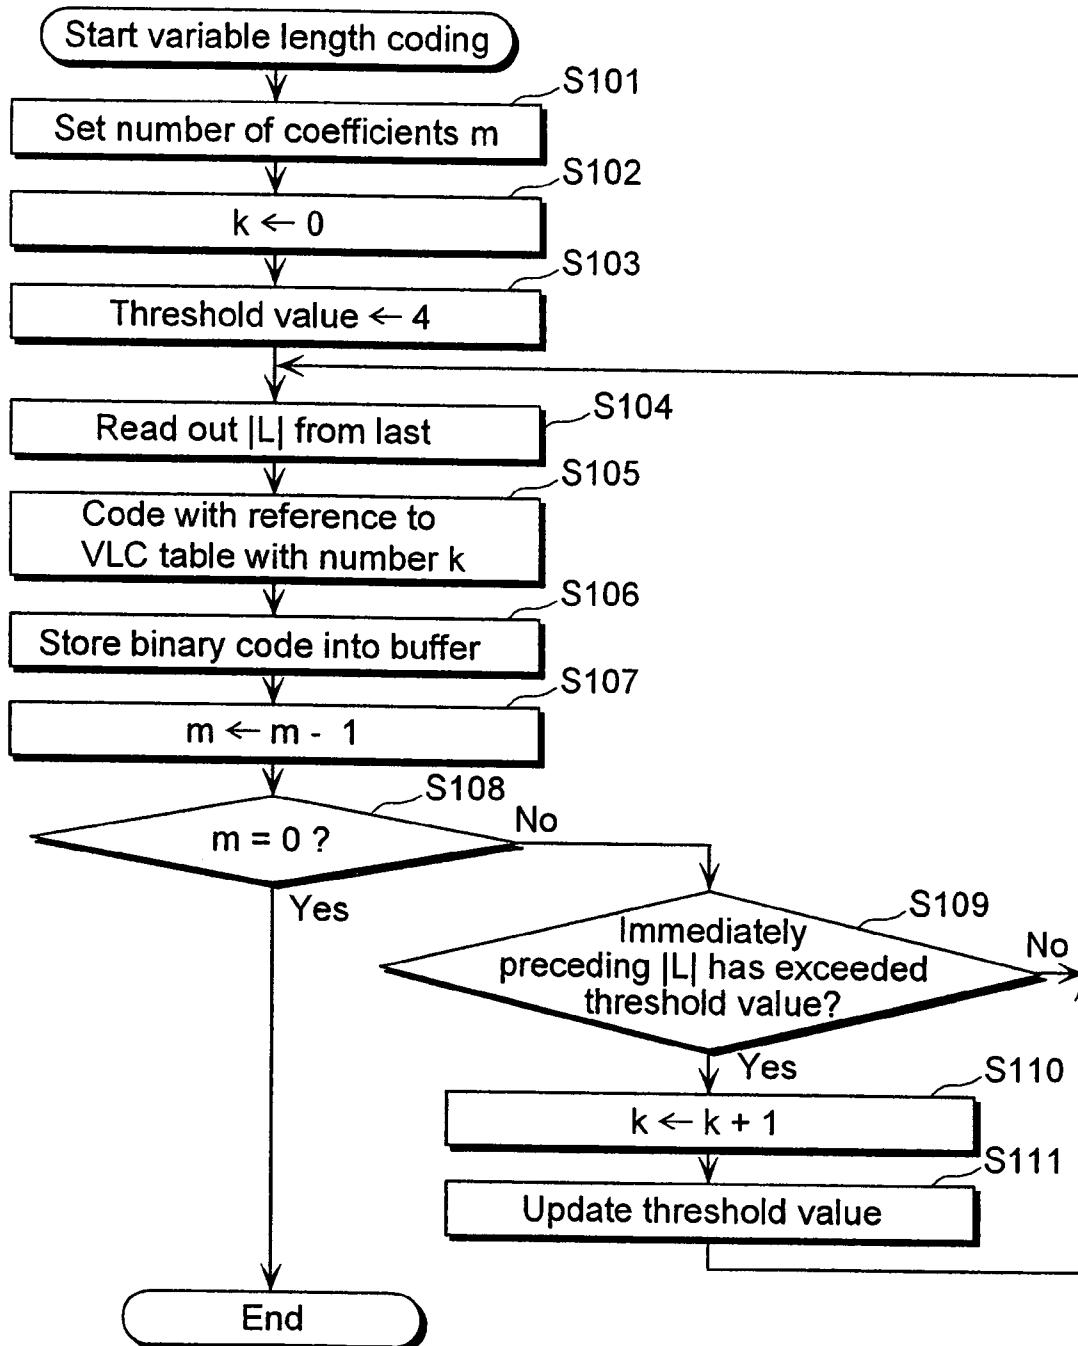 Start variable length coding
S101
Set number of coefficients m
S102
k ← 0
S103
Threshold value ← 4
S104
Read out |L| from last
S105
Code with reference to
VLC table with number k
S106
Store binary code into buffer
S107
m ← m - 1
S108
m = 0 ?
No
Yes
S109
Immediately
preceding |L| has exceeded
threshold value?
No
Yes
S110
k ← k + 1
S111
Update threshold value
End